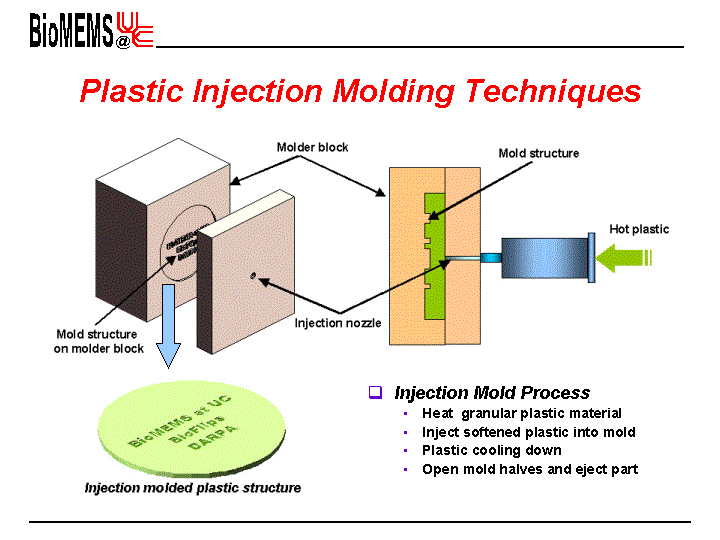 BioMEMS@UC
Plastic Injection Molding Techniques
Molder block
Mold structure
Hot plastic
Injection nozzle
Mold structure
on molder block
BioMEMS at UC
BioFlips
DARPA
Injection molded plastic structure
Injection Mold Process
• Heat granular plastic material
• Inject softened plastic into mold
• Plastic cooling down
• Open mold halves and eject part